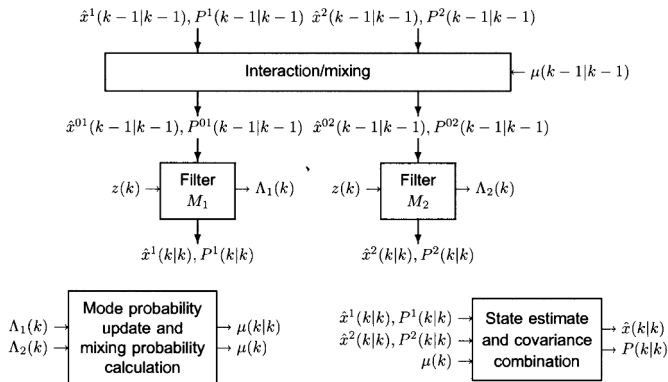 x̂¹(k−1|k−1), P¹(k−1|k−1) x̂²(k−1|k−1), P²(k−1|k−1)
Interaction/mixing
μ(k−1|k−1)
x̂⁰¹(k−1|k−1), P⁰¹(k−1|k−1) x̂⁰²(k−1|k−1), P⁰²(k−1|k−1)
z(k)
Filter
M₁
Λ₁(k)
z(k)
Filter
M₂
Λ₂(k)
x̂¹(k|k), P¹(k|k)
x̂²(k|k), P²(k|k)
Λ₁(k)
Λ₂(k)
Mode probability
update and
mixing probability
calculation
μ(k|k)
μ(k)
x̂¹(k|k), P¹(k|k)
x̂²(k|k), P²(k|k)
μ(k)
State estimate
and covariance
combination
x̂(k|k)
P(k|k)